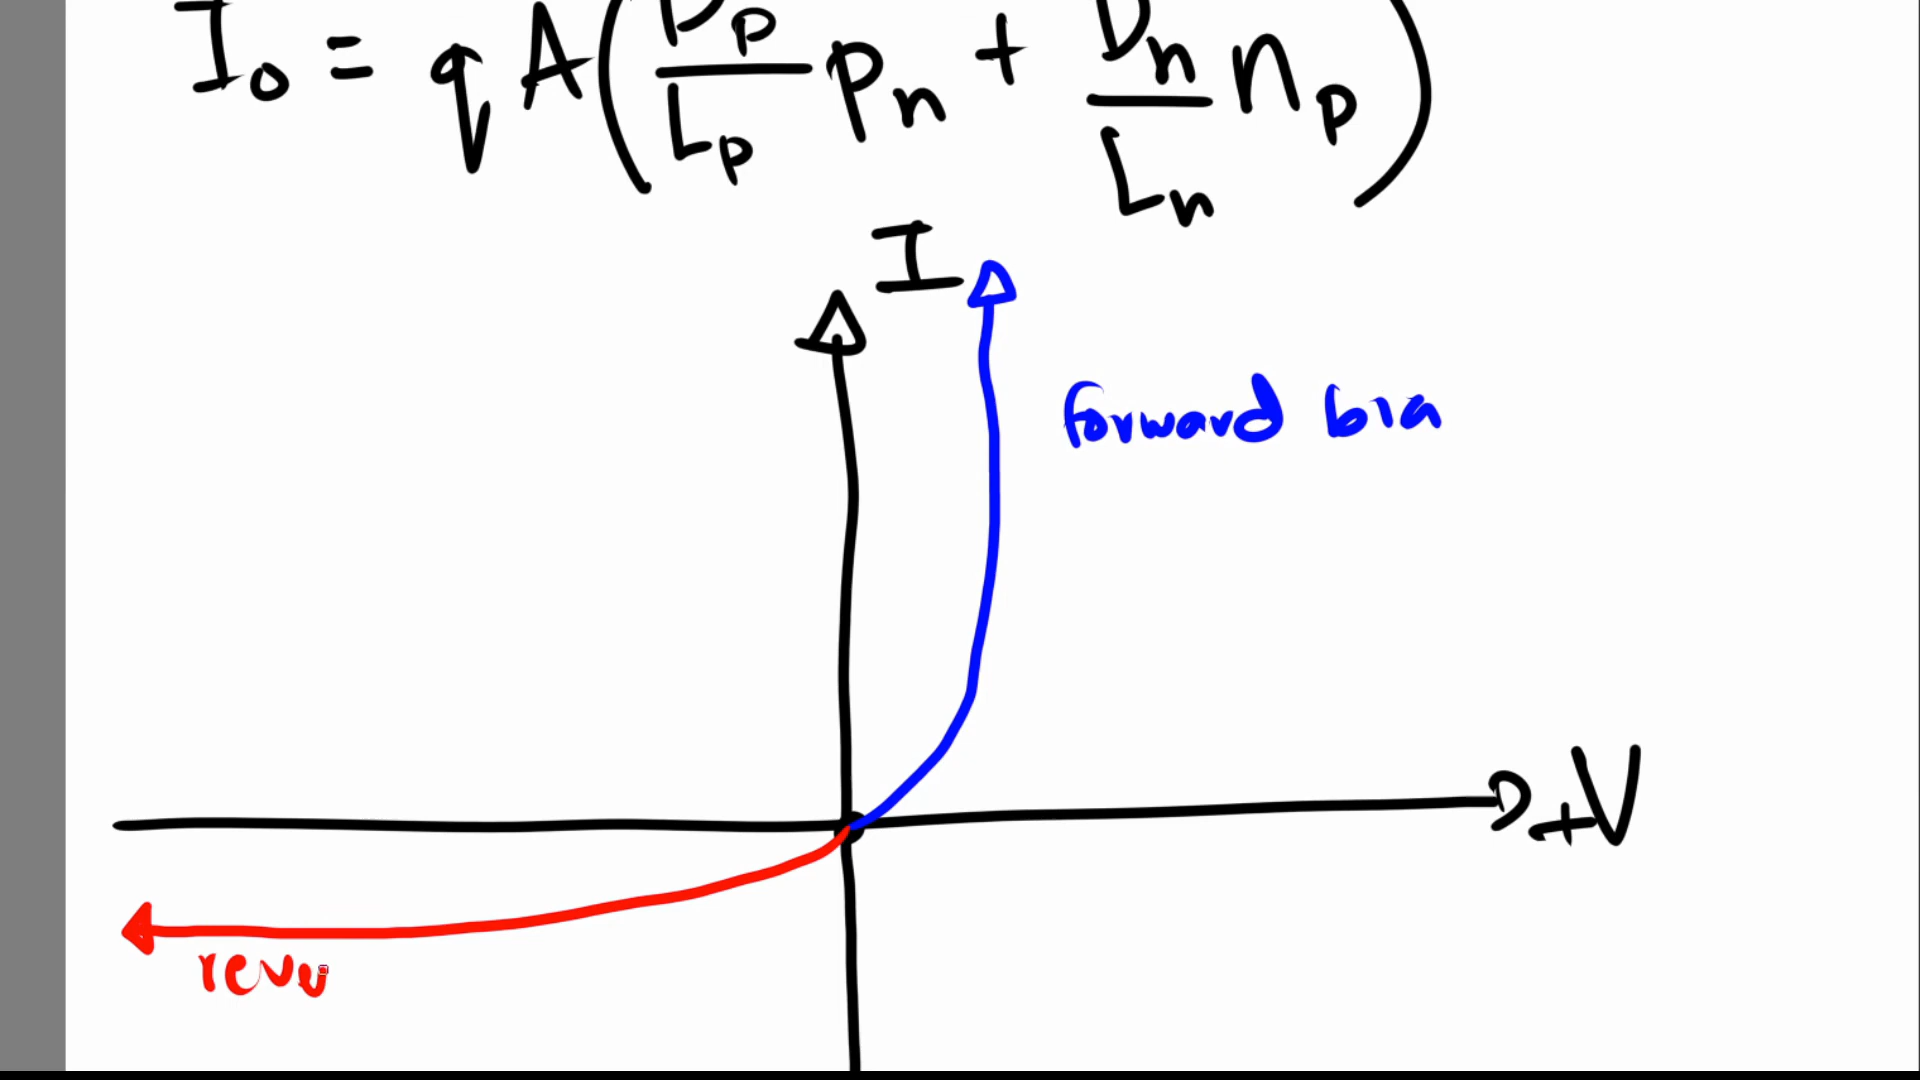 I₀ = qA(Dp/Lp pn + Dn/Ln np)
I
forward bia
+V
reve